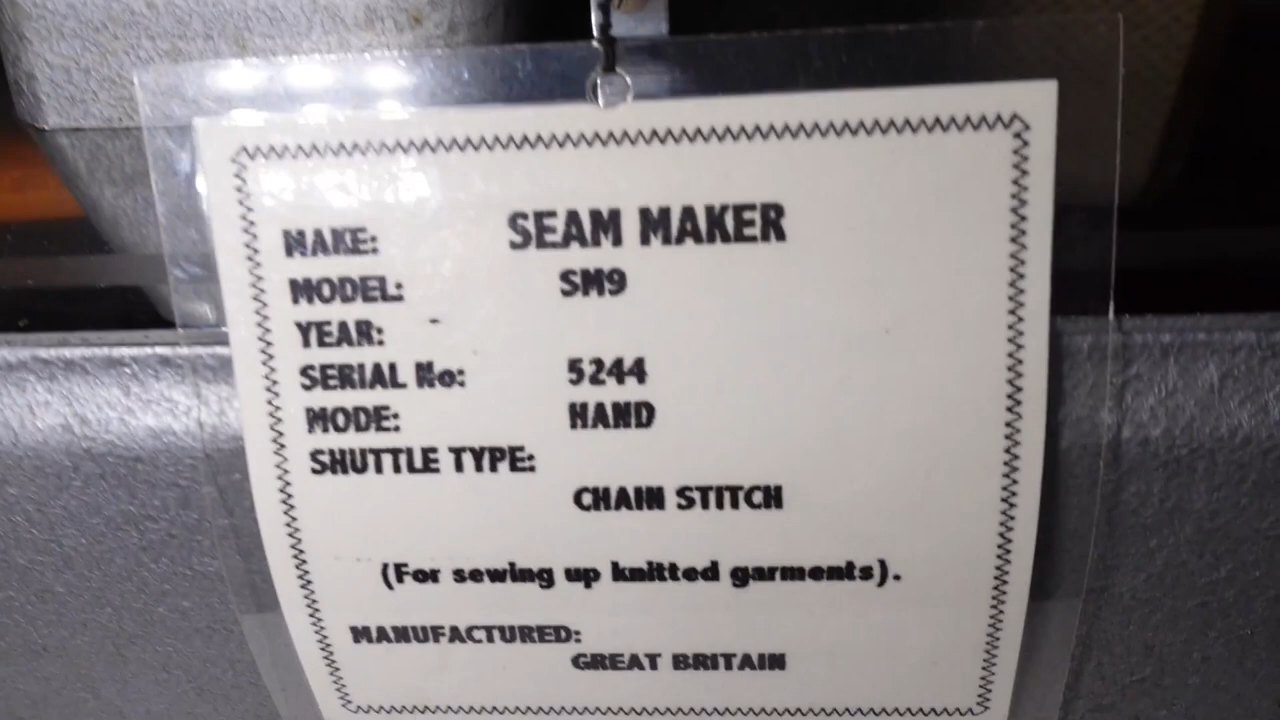 MAKE: SEAM MAKER
MODEL: SM9
YEAR: -
SERIAL No: 5244
MODE: HAND
SHUTTLE TYPE:
CHAIN STITCH
(For sewing up knitted garments).
MANUFACTURED:
GREAT BRITAIN